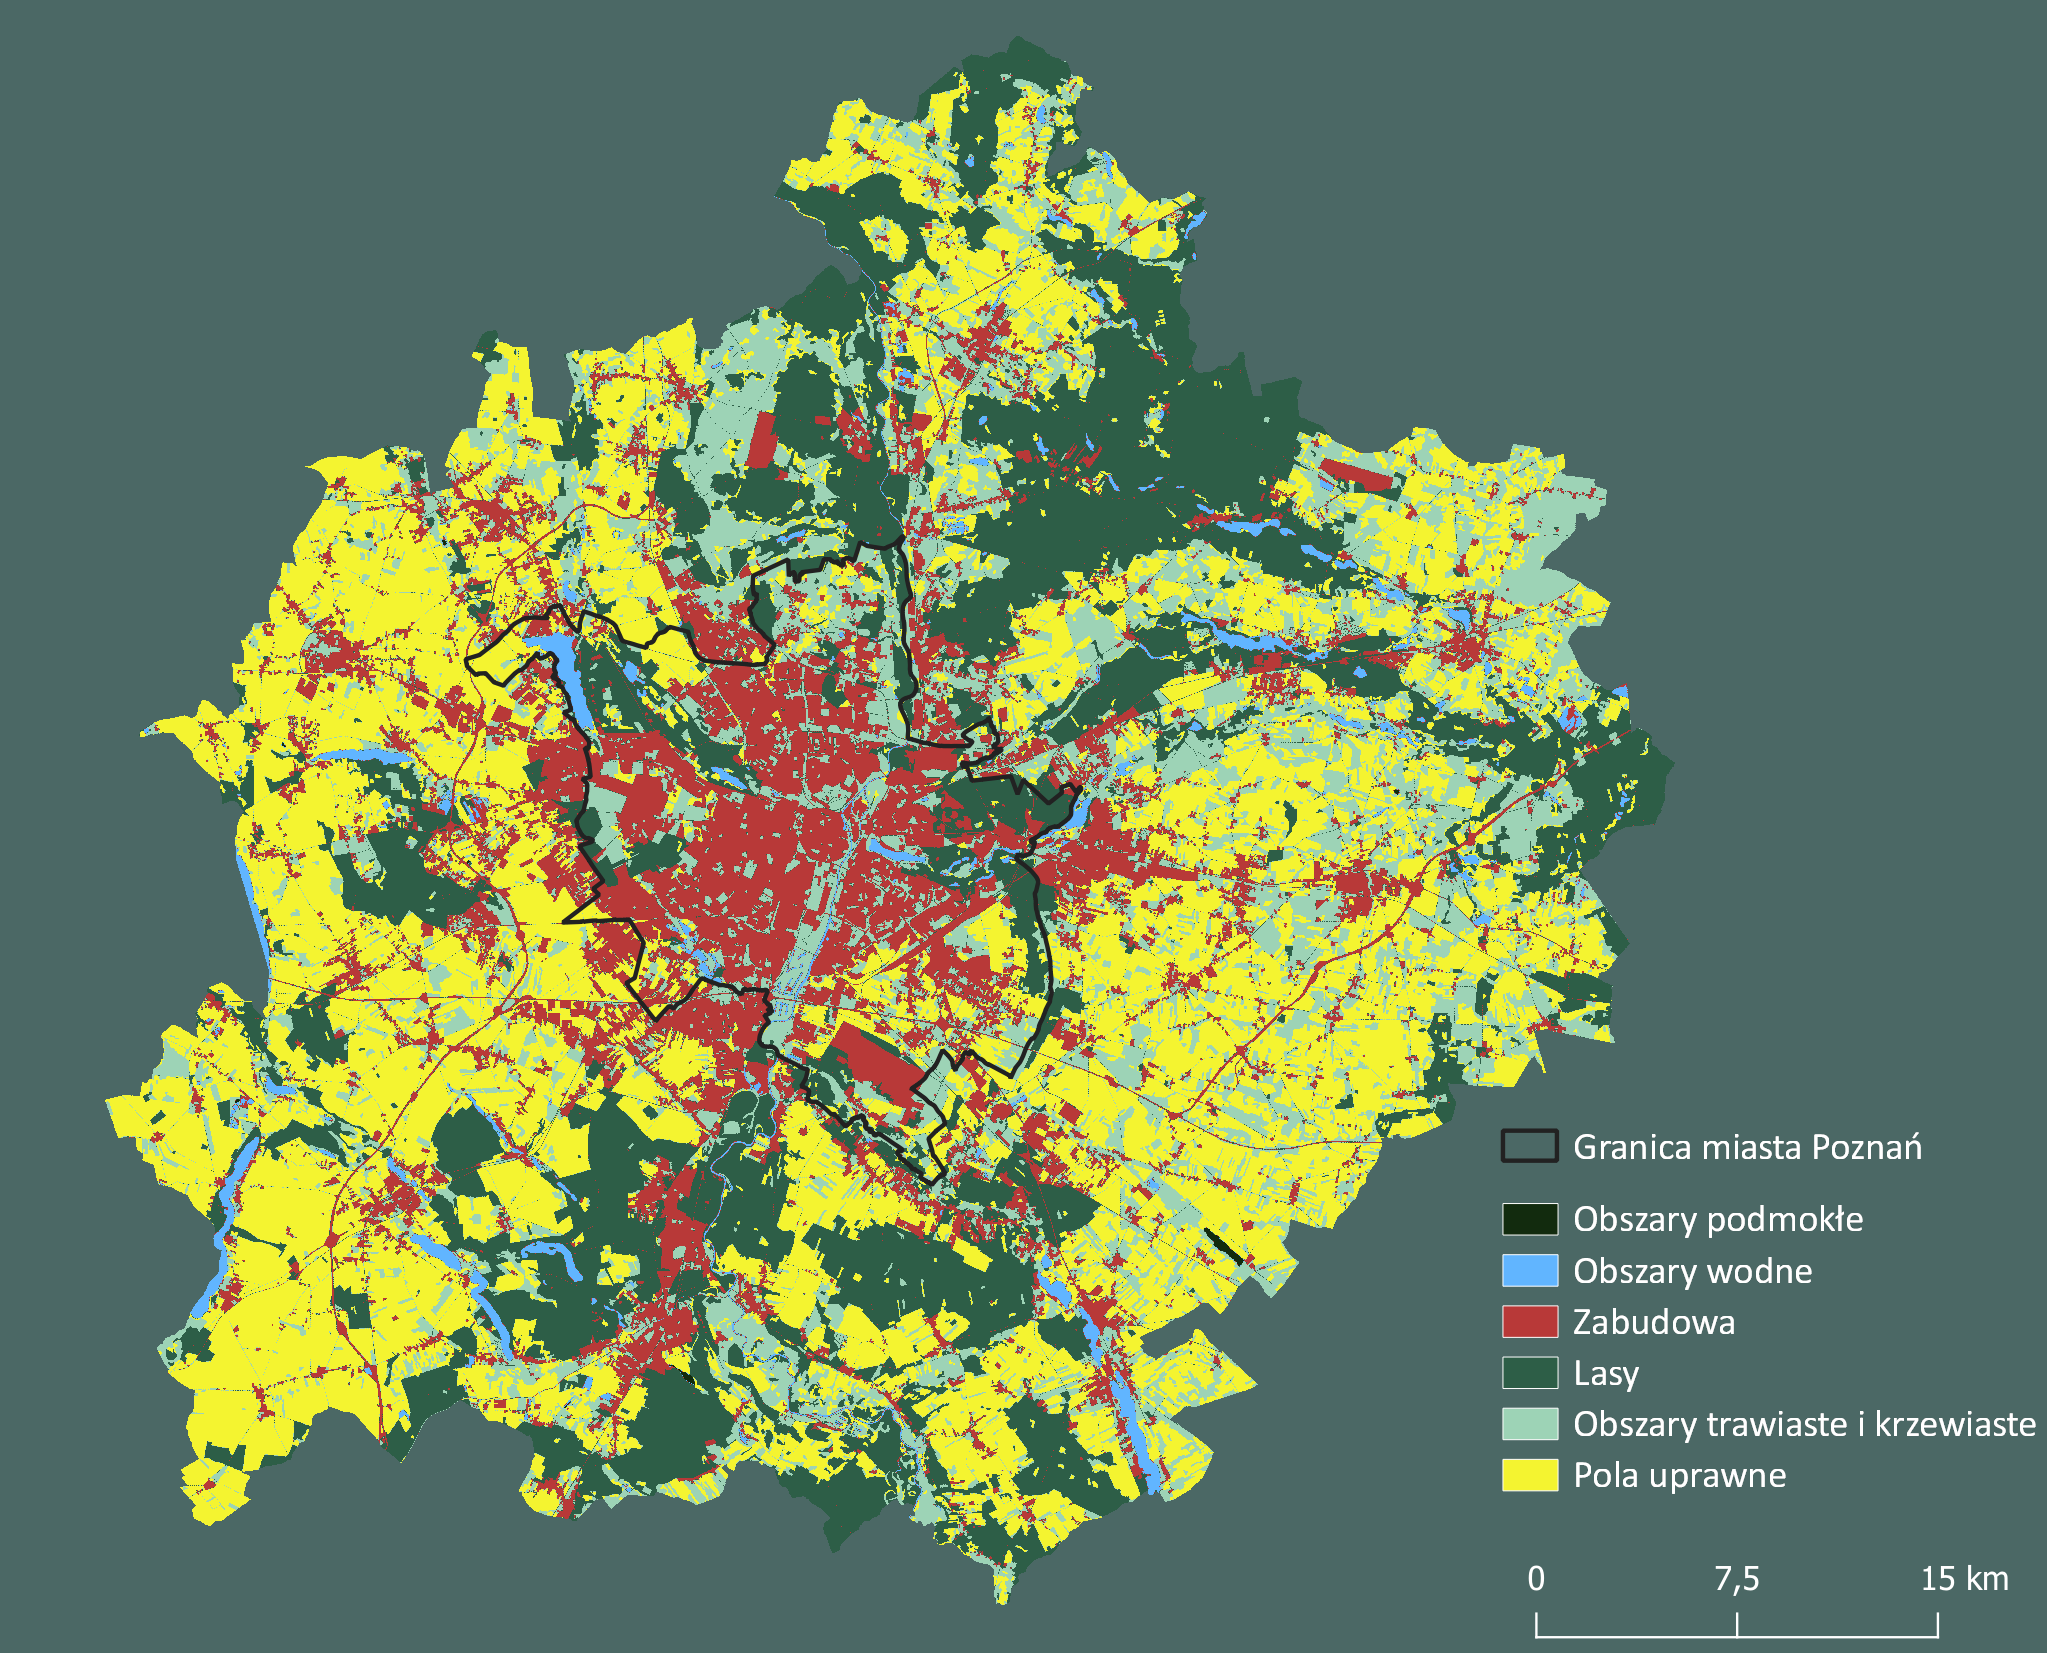 Granica miasta Poznań
Obszary podmokłe
Obszary wodne
Zabudowa
Lasy
Obszary trawiaste i krzewiaste
Pola uprawne
0 7,5 15 km